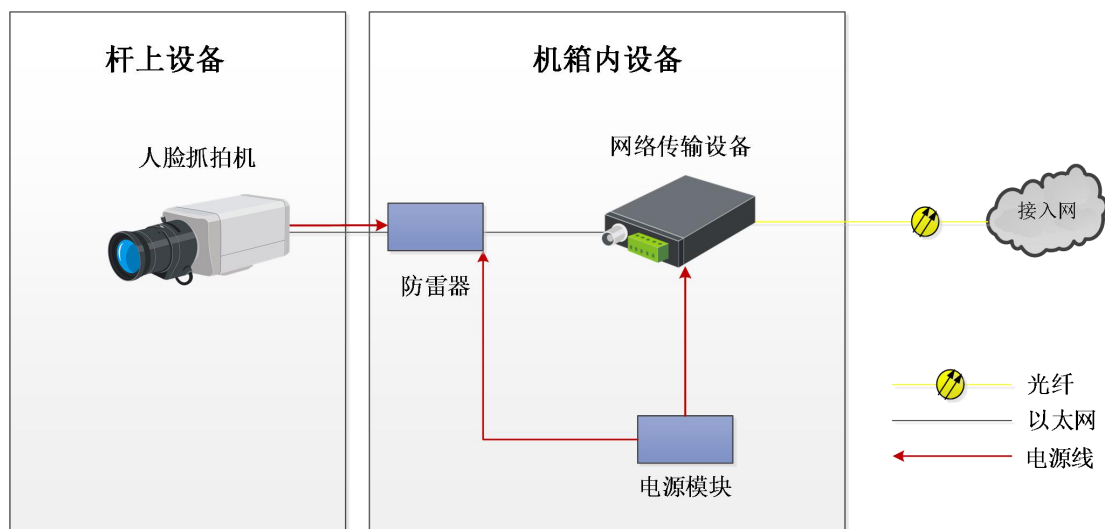 杆上设备
机箱内设备
人脸抓拍机
网络传输设备
接入网
防雷器
电源模块
光纤
以太网
电源线